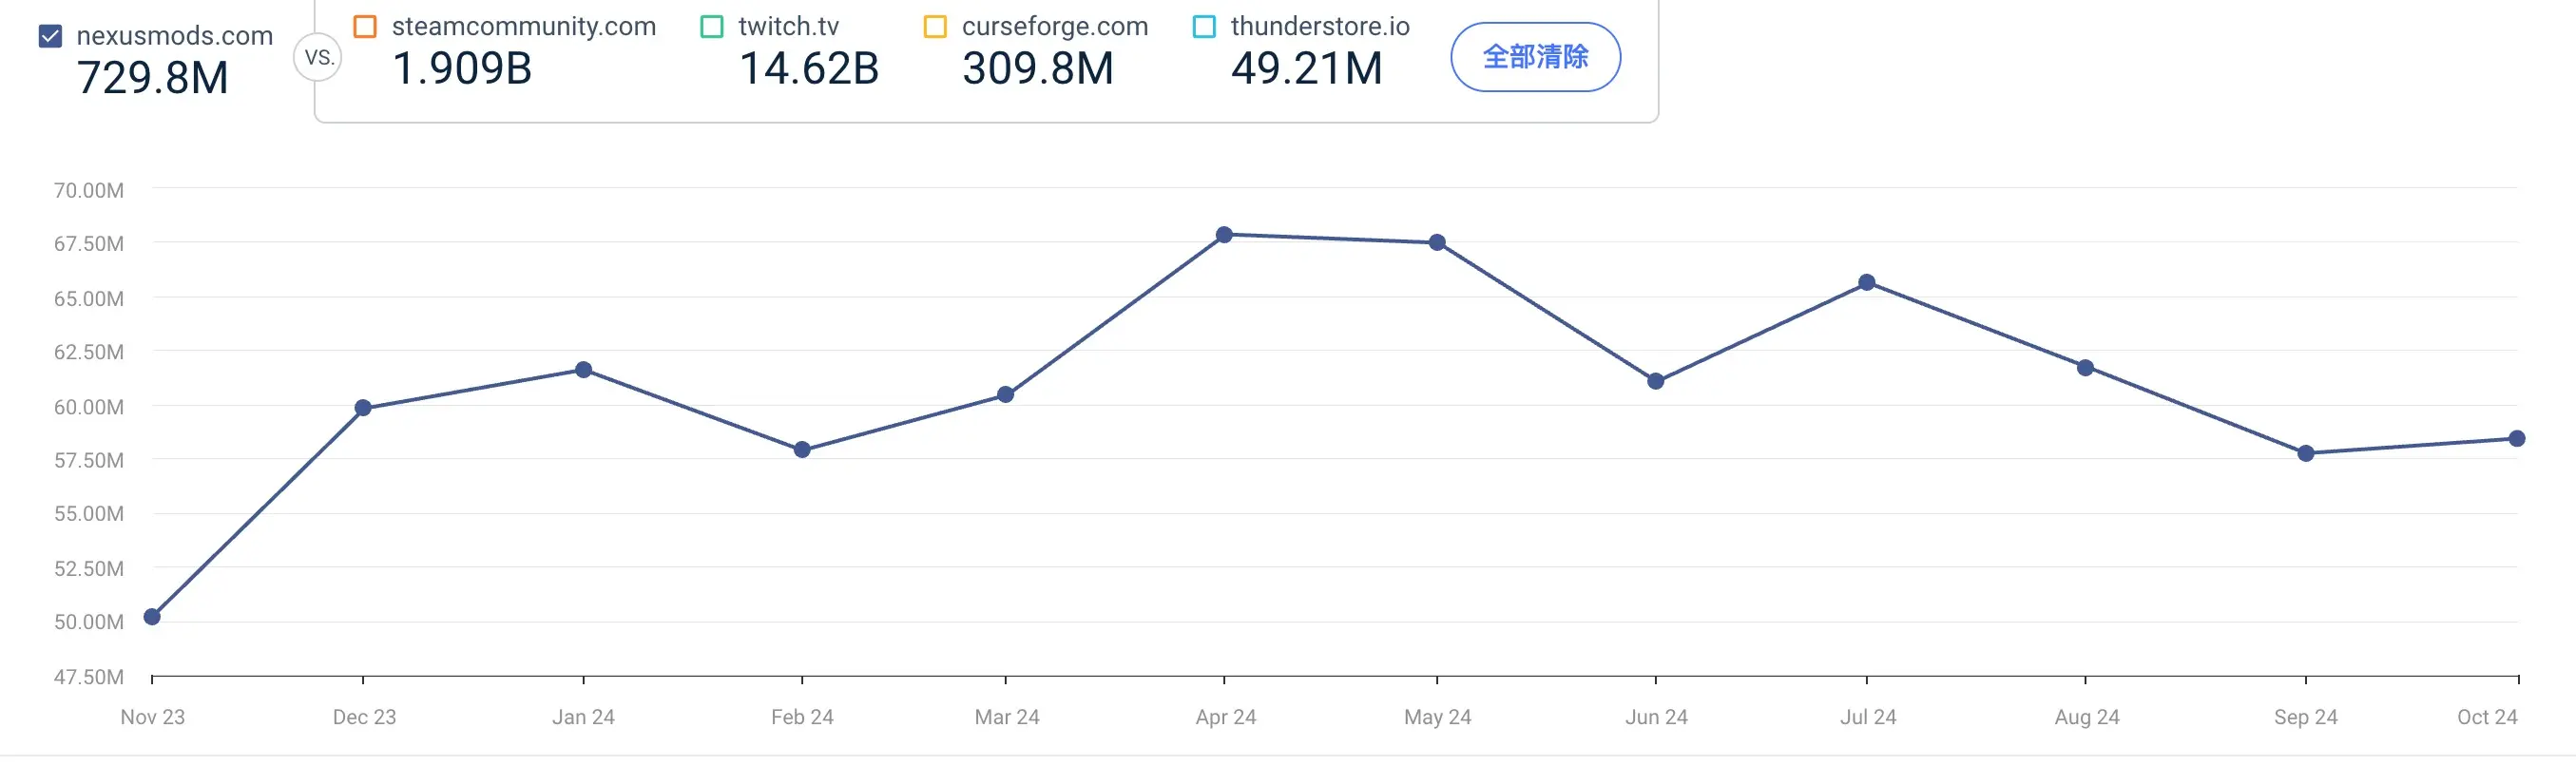 nexusmods.com
729.8M
VS.
steamcommunity.com
1.909B
twitch.tv
14.62B
curseforge.com
309.8M
thunderstore.io
49.21M
全部清除
70.00M
67.50M
65.00M
62.50M
60.00M
57.50M
55.00M
52.50M
50.00M
47.50M
Nov 23 Dec 23 Jan 24 Feb 24 Mar 24 Apr 24 May 24 Jun 24 Jul 24 Aug 24 Sep 24 Oct 24